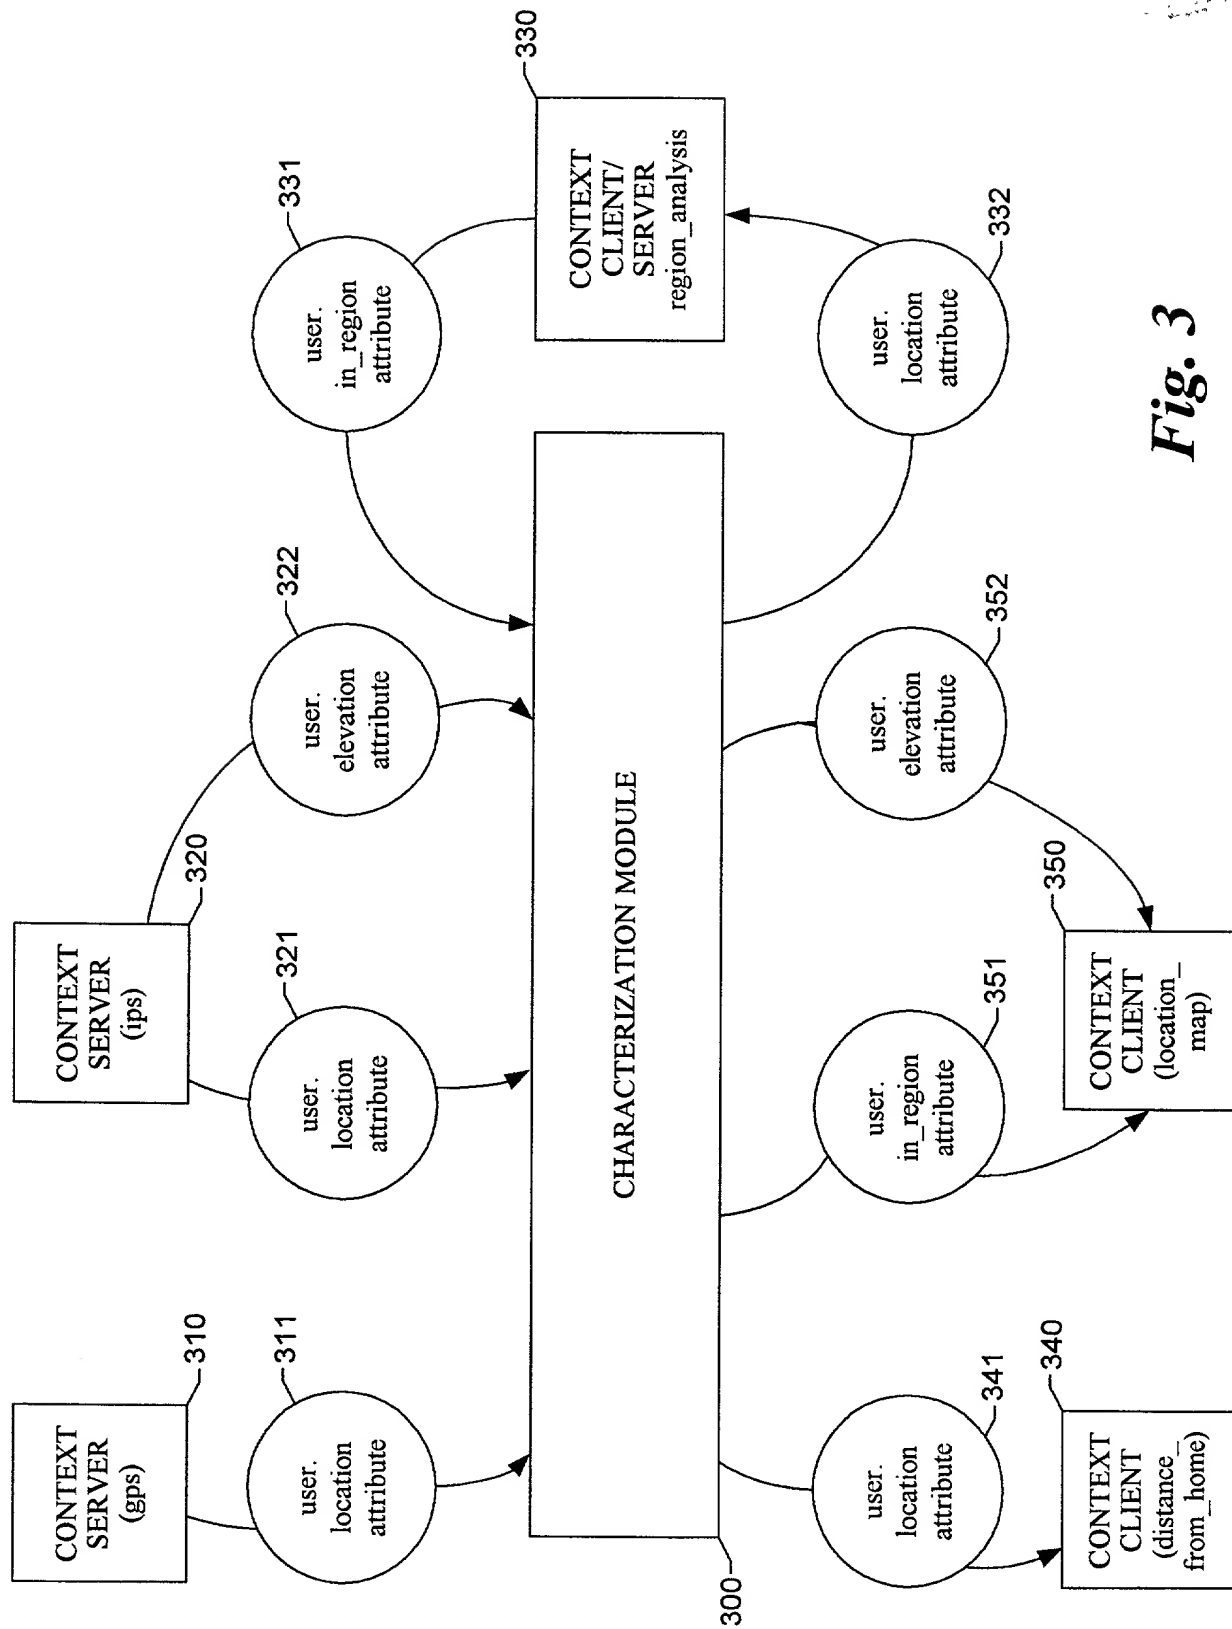 310
CONTEXT
SERVER
(gps)
311
user.
location
attribute
320
CONTEXT
SERVER
(ips)
321
user.
location
attribute
322
user.
elevation
attribute
331
user.
in_region
attribute
330
CONTEXT
CLIENT/
SERVER
region_analysis
300
CHARACTERIZATION MODULE
341
user.
location
attribute
351
user.
in_region
attribute
352
user.
elevation
attribute
332
user.
location
attribute
340
CONTEXT
CLIENT
(distance_
from_home)
350
CONTEXT
CLIENT
(location_
map)
Fig. 3